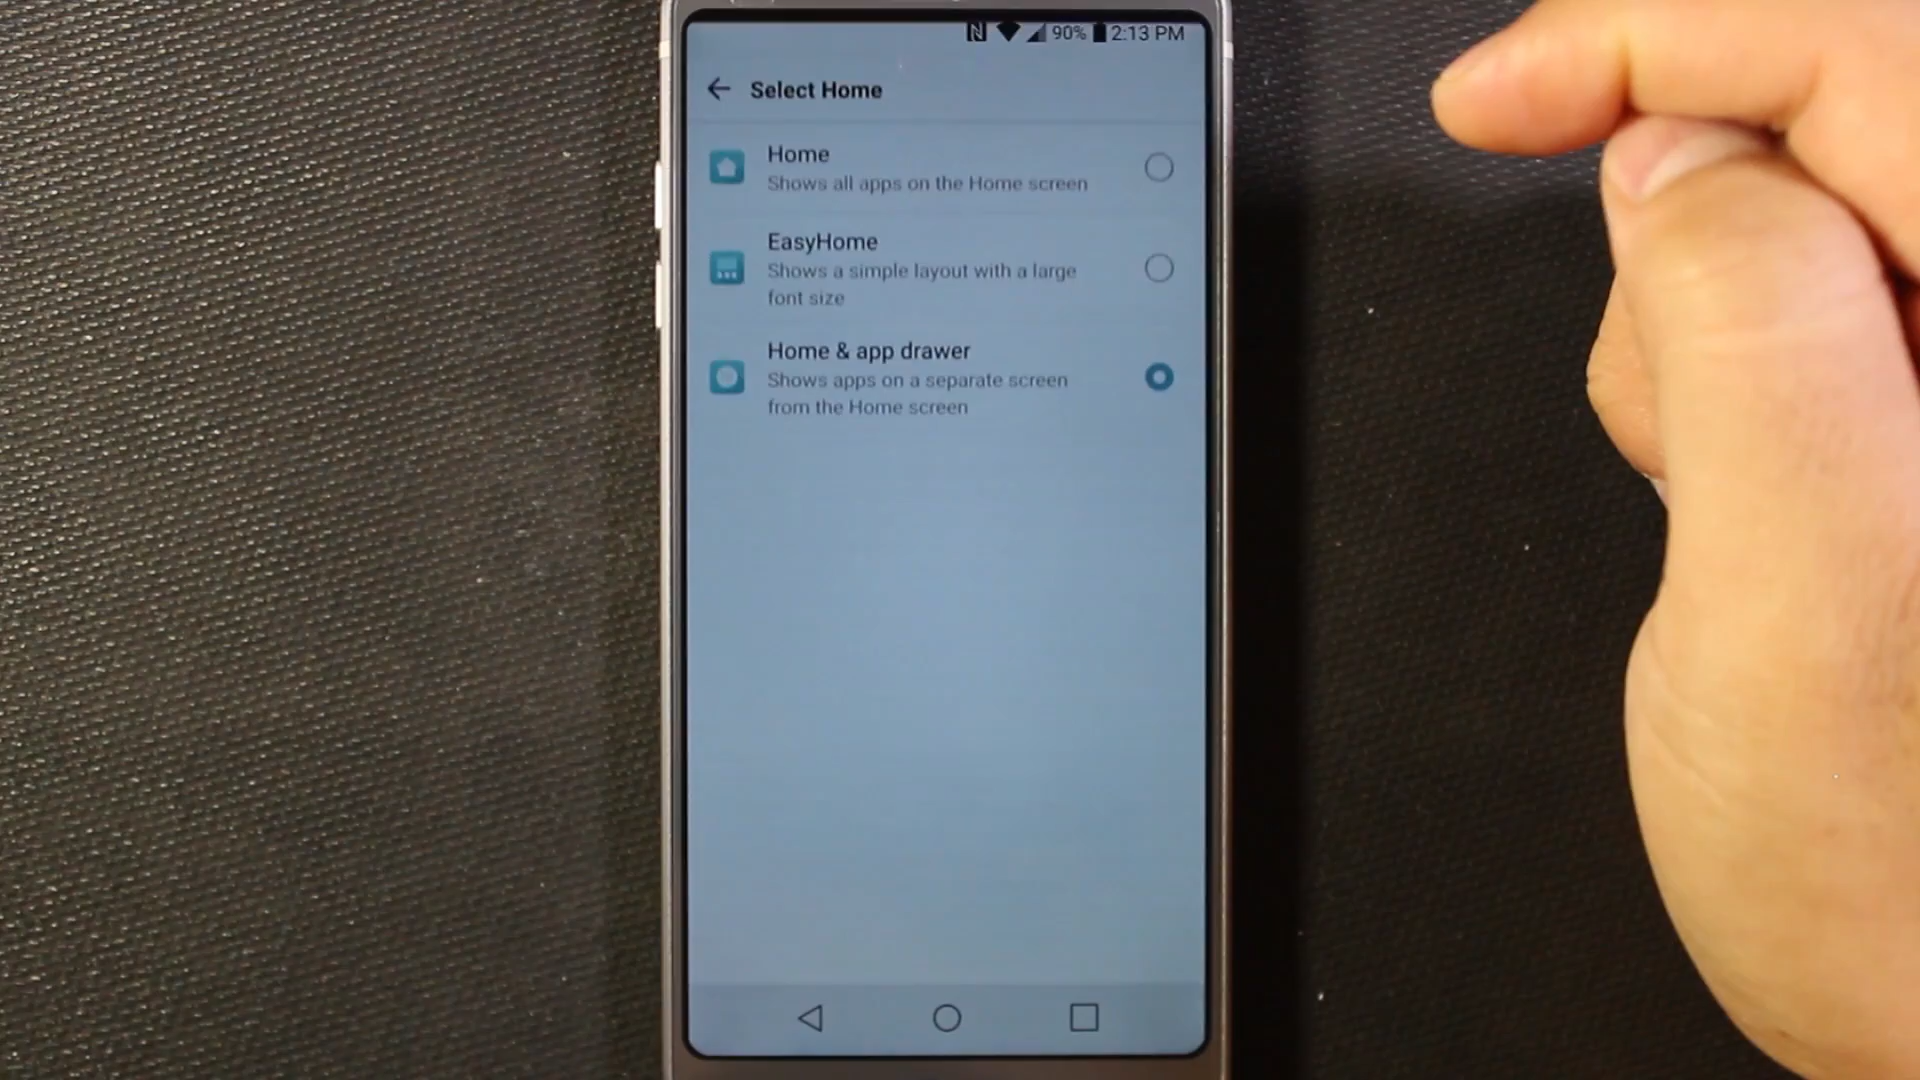 90% 2:13 PM
Select Home
Home
Shows all apps on the Home screen
EasyHome
Shows a simple layout with a large
font size
Home & app drawer
Shows apps on a separate screen
from the Home screen